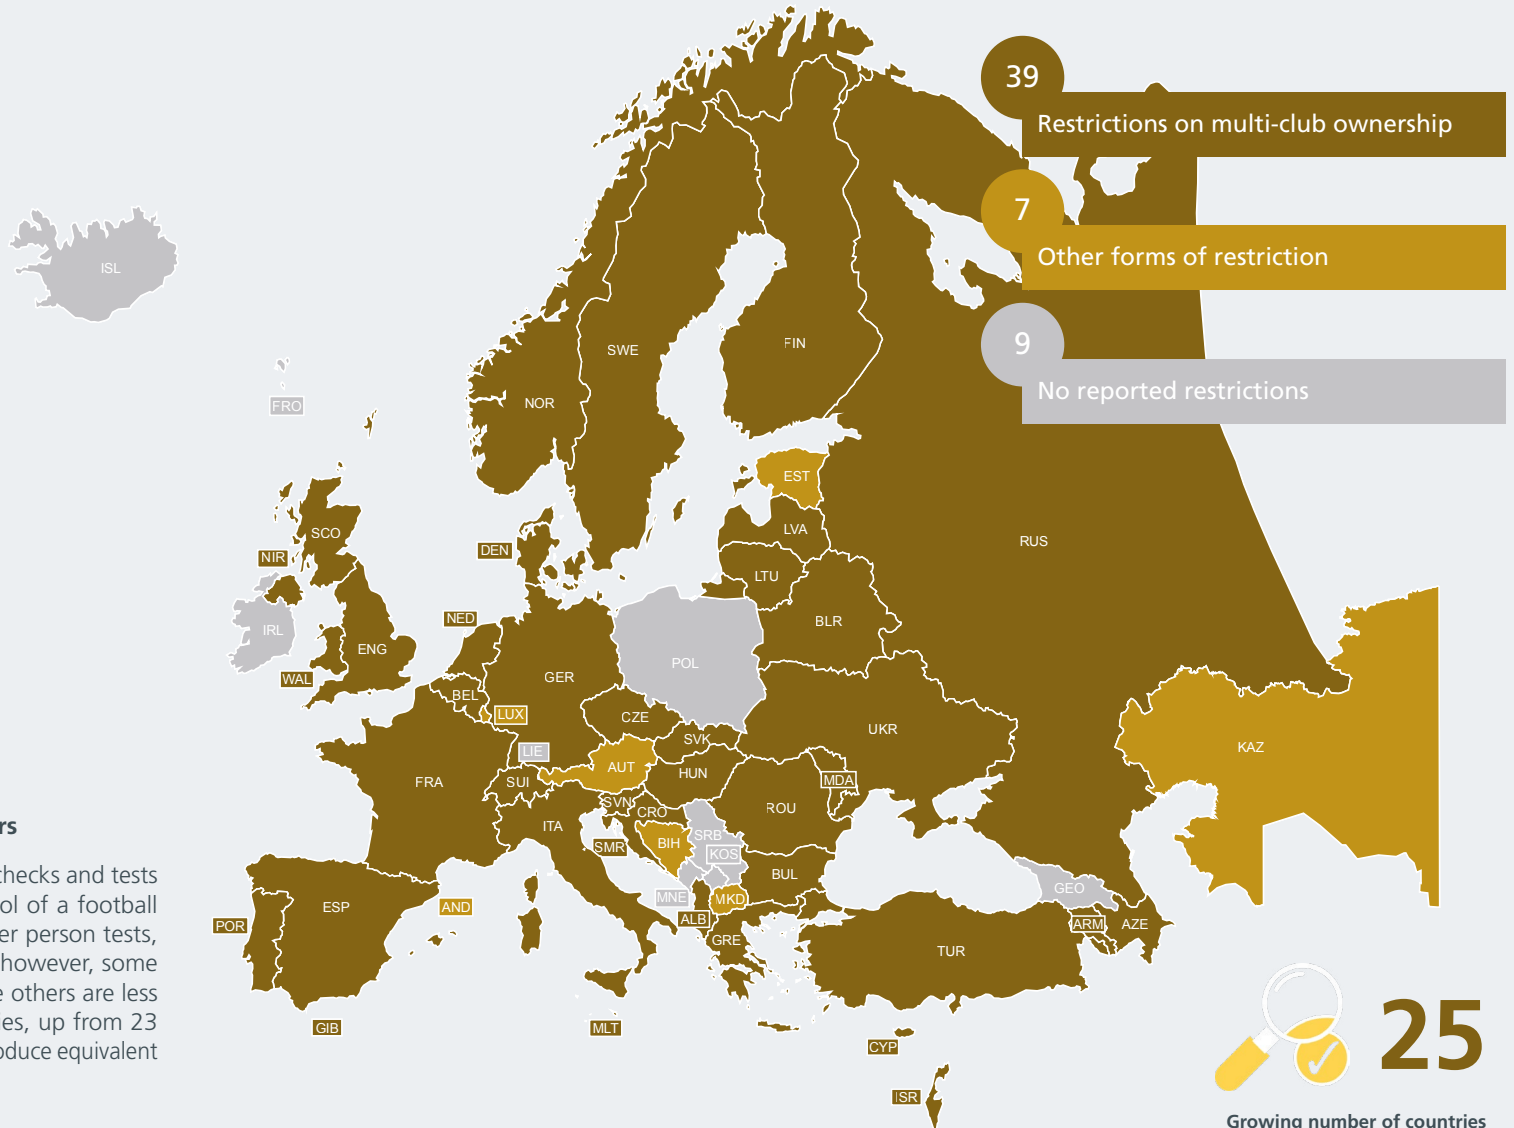 39
Restrictions on multi-club ownership
7
Other forms of restriction
9
No reported restrictions
ISL
FRO
SWE
FIN
NOR
EST
SCO
LVA
RUS
DEN
NIR
LTU
NED
BLR
IRL
ENG
WAL
POL
GER
BEL
LUX
CZE
UKR
SVK
LIE
KAZ
AUT
HUN
MDA
FRA
SUI
SVN
CRO
ROU
ITA
SRB
BIH
SMR
KOS
BUL
GEO
MNE
MKD
ESP
AND
ALB
POR
GRE
ARM
AZE
TUR
GIB
MLT
CYP
ISR
rs
checks and tests
ol of a football
er person tests,
however, some
e others are less
es, up from 23
oduce equivalent
25
Growing number of countries